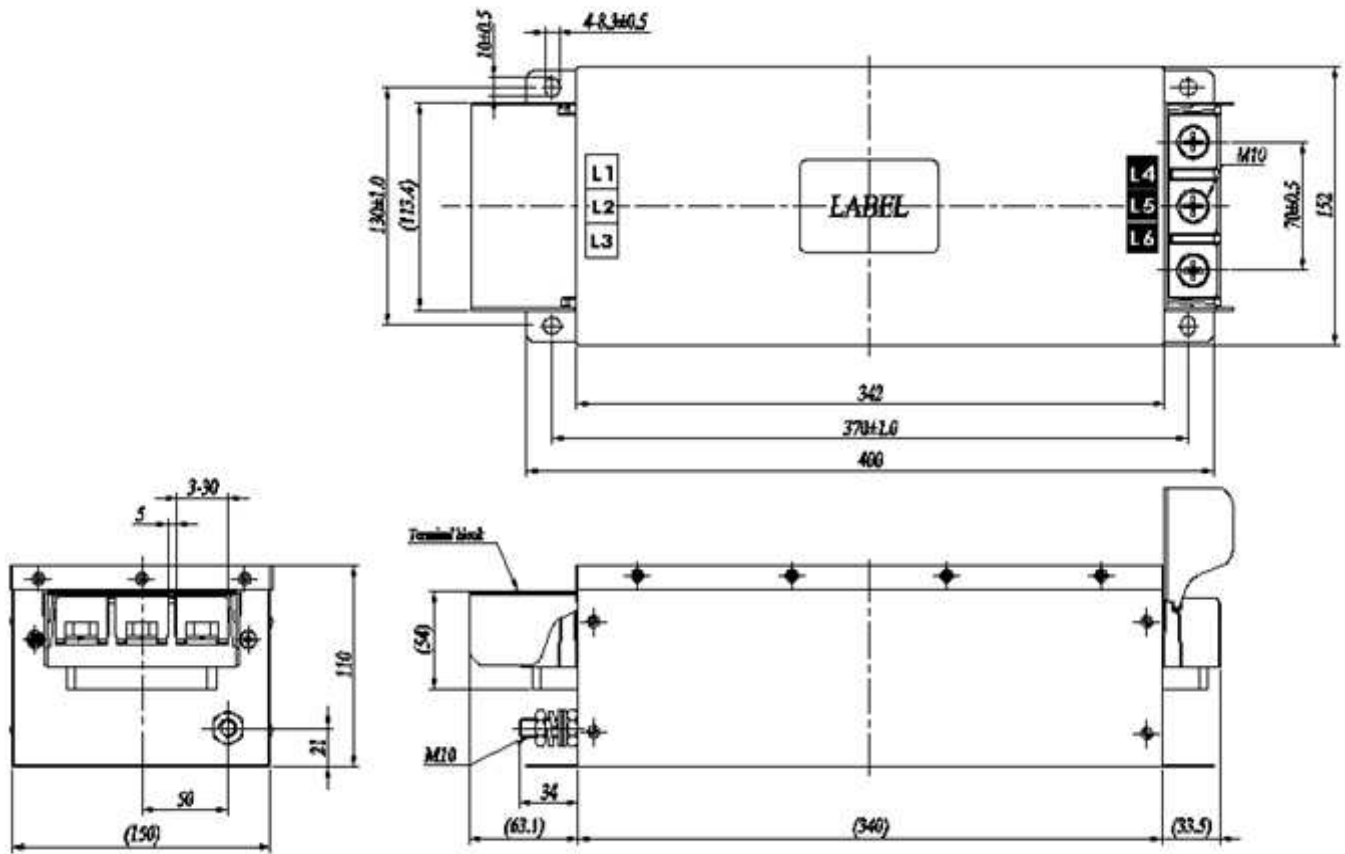 4-8.3±0.5
10±0.5
130±1.0
(113.4)
L1
L2
L3
LABEL
L4
L5
L6
M10
70±0.5
152
342
370±1.0
400
3-30
5
110
21
50
(150)
Terminal block
(54)
M10
34
(63.1)
(340)
(33.5)